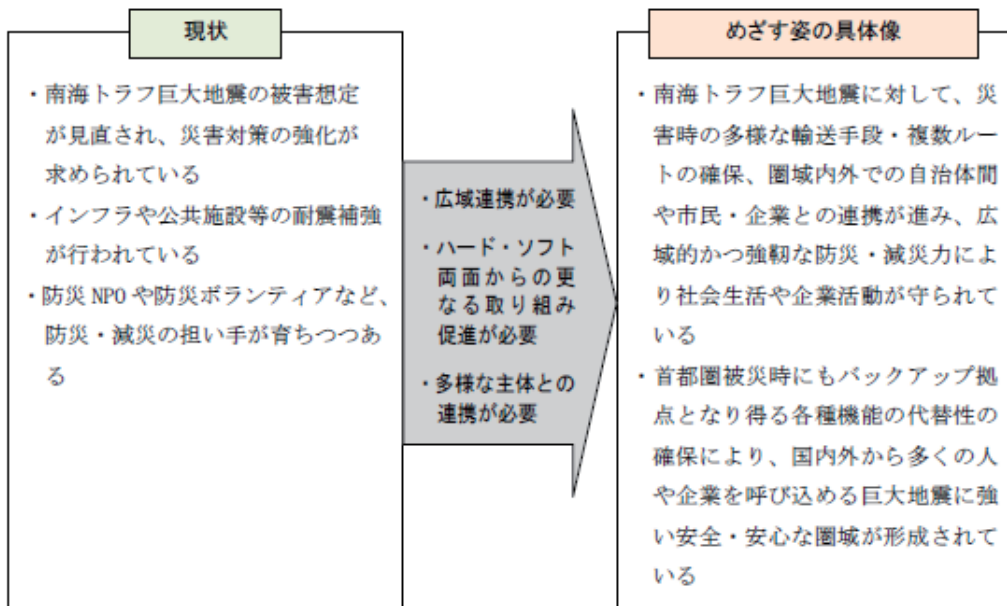 現状
・南海トラフ巨大地震の被害想定
が見直され、災害対策の強化が
求められている
・インフラや公共施設等の耐震補強
が行われている
・防災 NPO や防災ボランティアなど、
防災・減災の担い手が育ちつつあ
る
・広域連携が必要
・ハード・ソフト
両面からの更
なる取り組み
促進が必要
・多様な主体との
連携が必要
めざす姿の具体像
・南海トラフ巨大地震に対して、災
害時の多様な輸送手段・複数ルー
トの確保、圏域内外での自治体間
や市民・企業との連携が進み、広
域的かつ強靭な防災・減災力によ
り社会生活や企業活動が守られて
いる
・首都圏被災時にもバックアップ拠
点となり得る各種機能の代替性の
確保により、国内外から多くの人
や企業を呼び込める巨大地震に強
い安全・安心な圏域が形成されて
いる